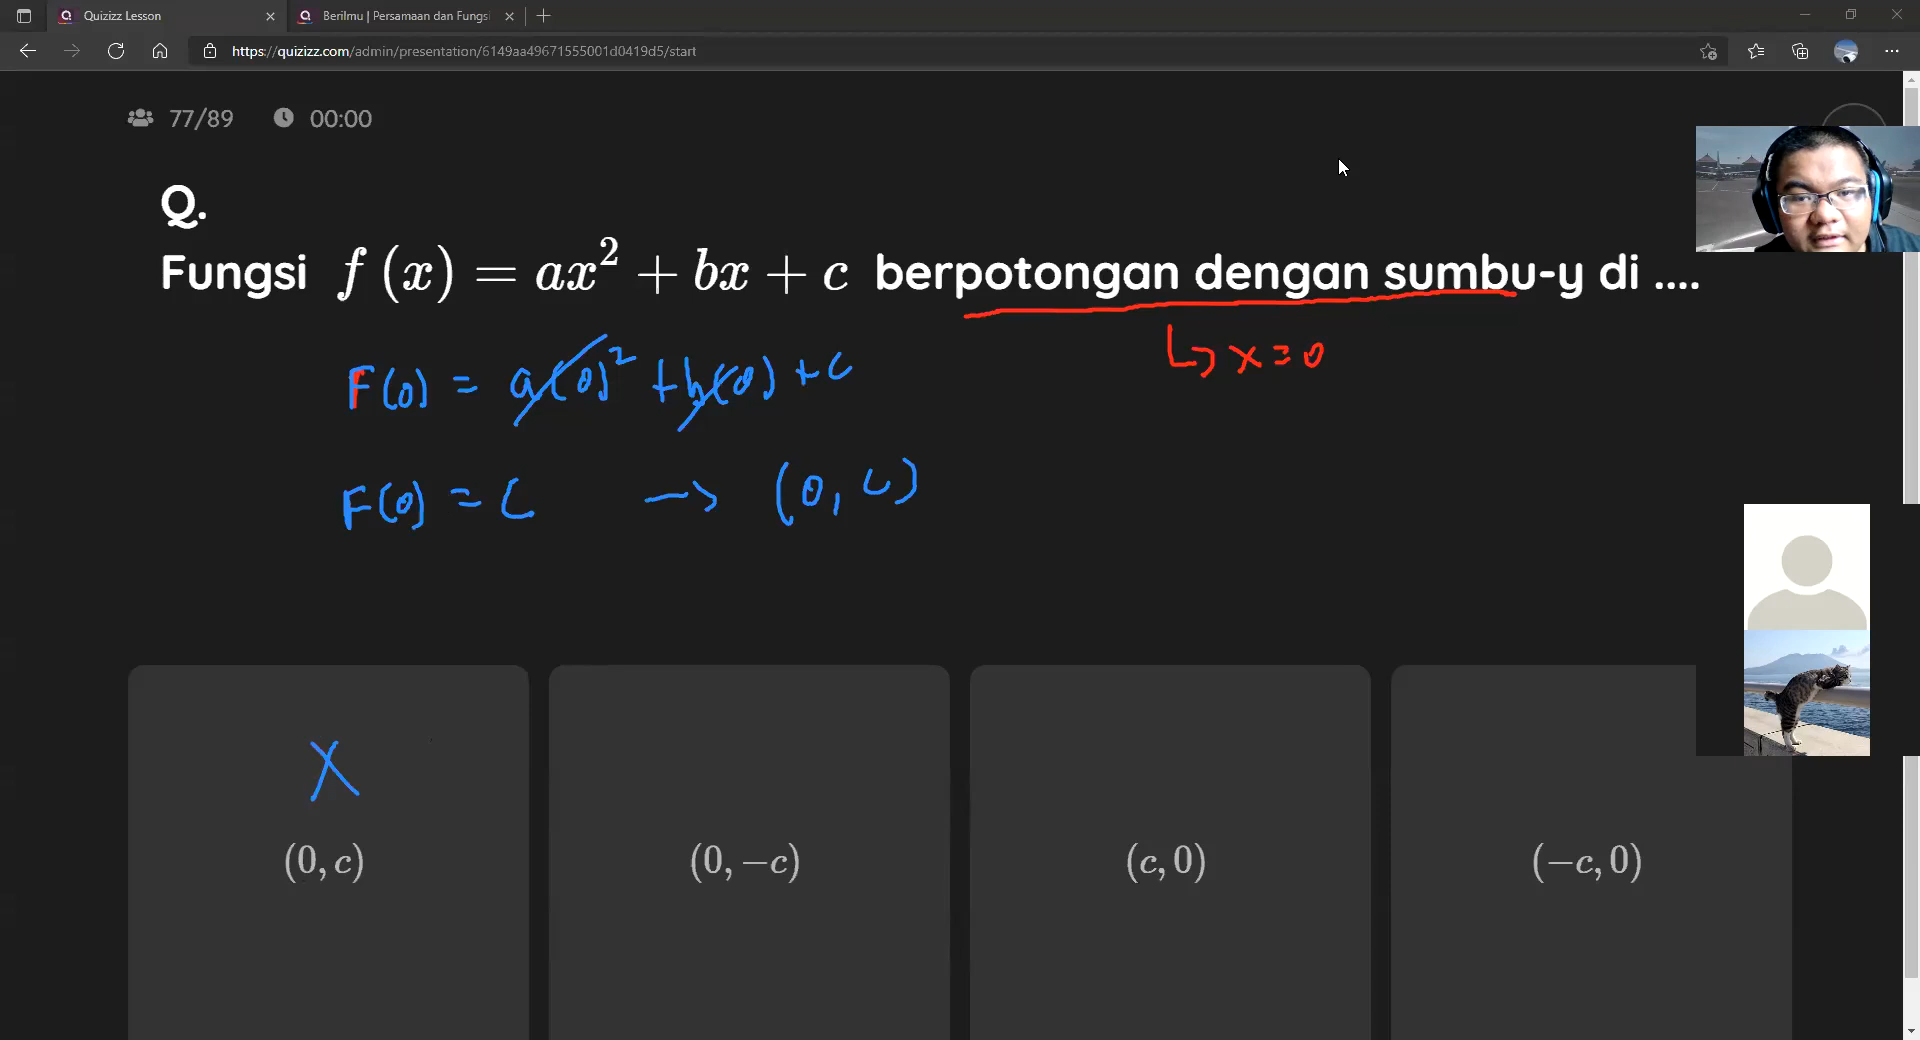 Quizizz Lesson
Berilmu | Persamaan dan Fungsi
https://quizizz.com/admin/presentation/6149aa49671555001d0419d5/start
77/89 00:00
Q.
Fungsi f(x) = ax² + bx + c berpotongan dengan sumbu-y di ....
↳ x = 0
F(0) = a(0)² + b(0) + c
F(0) = c → (0, c)
X
(0, c)
(0, −c)
(c, 0)
(−c, 0)